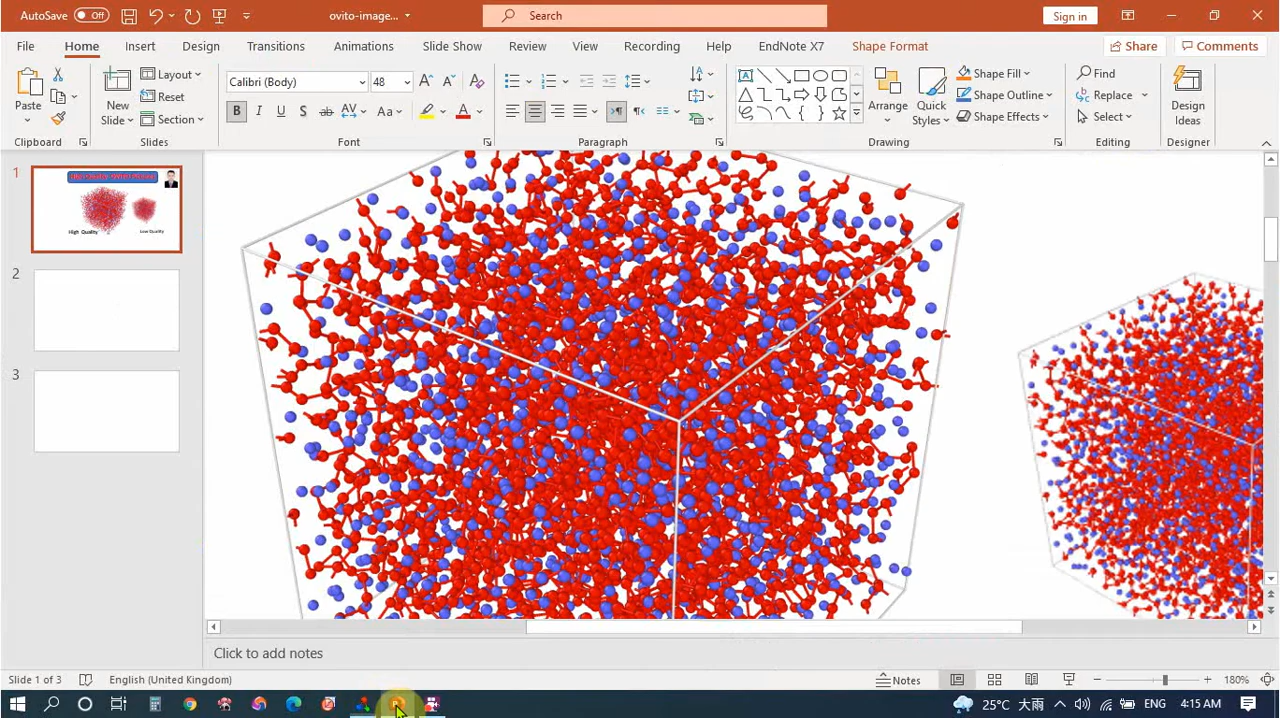 AutoSave Off ovito-image... Search Sign in
File Home Insert Design Transitions Animations Slide Show Review View Recording Help EndNote X7 Shape Format Share Comments
Paste New Slide Layout Reset Section Calibri (Body) 48 Arrange Quick Styles Shape Fill Shape Outline Shape Effects Find Replace Select Design Ideas
Clipboard Slides Font Paragraph Drawing Editing Designer
1
High Quality
Low Quality
2
3
Click to add notes
Slide 1 of 3 English (United Kingdom) Notes 180%
25°C 大雨 ENG 4:15 AM